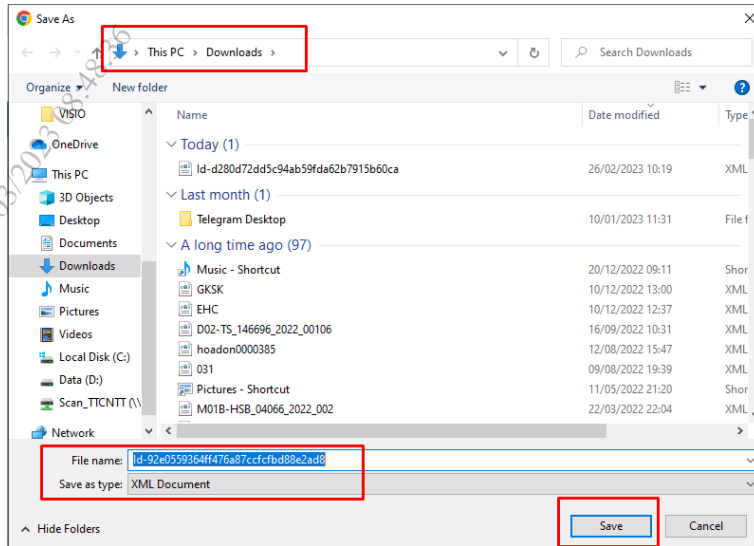 Save As
This PC > Downloads >
Search Downloads
Organize
New folder
Name
Date modified
Type
VISIO
OneDrive
This PC
3D Objects
Desktop
Documents
Downloads
Music
Pictures
Videos
Local Disk (C:)
Data (D:)
Scan_TTCNTT (\\
Network
Today (1)
Id-d280d72dd5c94ab59fda62b7915b60ca 26/02/2023 10:19 XML
Last month (1)
Telegram Desktop 10/01/2023 11:31 File f
A long time ago (97)
Music - Shortcut 20/12/2022 09:11 Shor
GKSK 10/12/2022 13:00 XML
EHC 10/12/2022 12:37 XML
D02-TS_146696_2022_00106 16/09/2022 10:31 XML
hoadon0000385 12/08/2022 15:47 XML
031 09/08/2022 19:39 XML
Pictures - Shortcut 11/05/2022 21:20 Shor
M01B-HSB_04066_2022_002 22/03/2022 22:04 XML
File name: Id-92e0559364ff476a87ccfcfbd88e2ad8
Save as type: XML Document
Hide Folders
Save
Cancel
03/2023 08:48:36